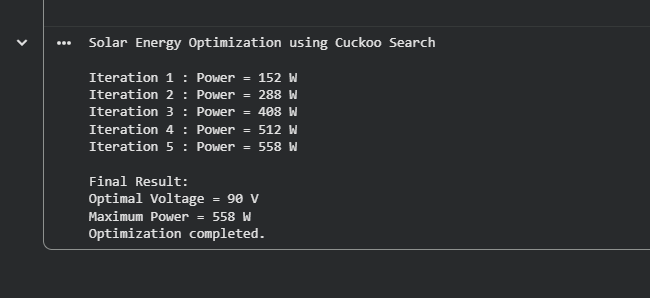 Solar Energy Optimization using Cuckoo Search
Iteration 1 : Power = 152 W
Iteration 2 : Power = 288 W
Iteration 3 : Power = 408 W
Iteration 4 : Power = 512 W
Iteration 5 : Power = 558 W
Final Result:
Optimal Voltage = 90 V
Maximum Power = 558 W
Optimization completed.